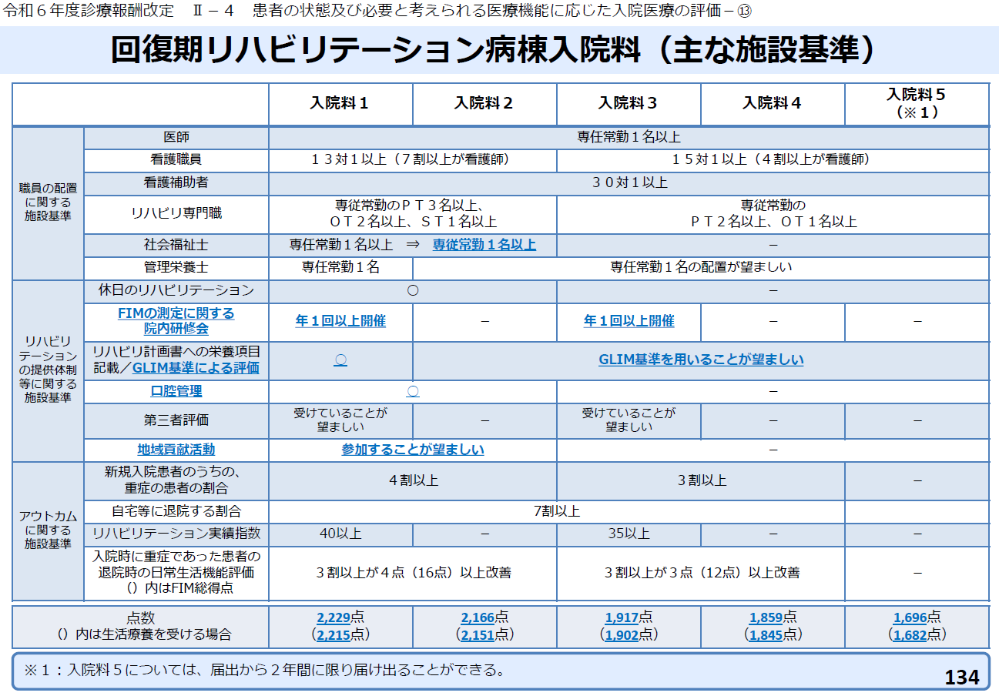 令和６年度診療報酬改定　Ⅱ－４　患者の状態及び必要と考えられる医療機能に応じた入院医療の評価－⑬
回復期リハビリテーション病棟入院料（主な施設基準）
入院料１
入院料２
入院料３
入院料４
入院料５
（※１）
職員の配置
に関する
施設基準
医師
専任常勤１名以上
看護職員
１３対１以上（７割以上が看護師）
１５対１以上（４割以上が看護師）
看護補助者
３０対１以上
リハビリ専門職
専従常勤のＰＴ３名以上、
ＯＴ２名以上、ＳＴ１名以上
専従常勤の
ＰＴ２名以上、ＯＴ１名以上
社会福祉士
専任常勤１名以上　⇒　専従常勤１名以上
－
管理栄養士
専任常勤１名
専任常勤１名の配置が望ましい
リハビリ
テーション
の提供体制
等に関する
施設基準
休日のリハビリテーション
○
－
FIMの測定に関する
院内研修会
年１回以上開催
－
年１回以上開催
－
－
リハビリ計画書への栄養項目
記載／GLIM基準による評価
○
GLIM基準を用いることが望ましい
口腔管理
○
－
第三者評価
受けていることが
望ましい
－
受けていることが
望ましい
－
－
地域貢献活動
参加することが望ましい
－
アウトカム
に関する
施設基準
新規入院患者のうちの、
重症の患者の割合
４割以上
３割以上
－
自宅等に退院する割合
7割以上
リハビリテーション実績指数
40以上
－
35以上
－
－
入院時に重症であった患者の
退院時の日常生活機能評価
（）内はFIM総得点
３割以上が４点（16点）以上改善
３割以上が３点（12点）以上改善
－
点数
（）内は生活療養を受ける場合
2,229点
（2,215点）
2,166点
（2,151点）
1,917点
（1,902点）
1,859点
（1,845点）
1,696点
（1,682点）
※１：入院料５については、届出から２年間に限り届け出ることができる。
134